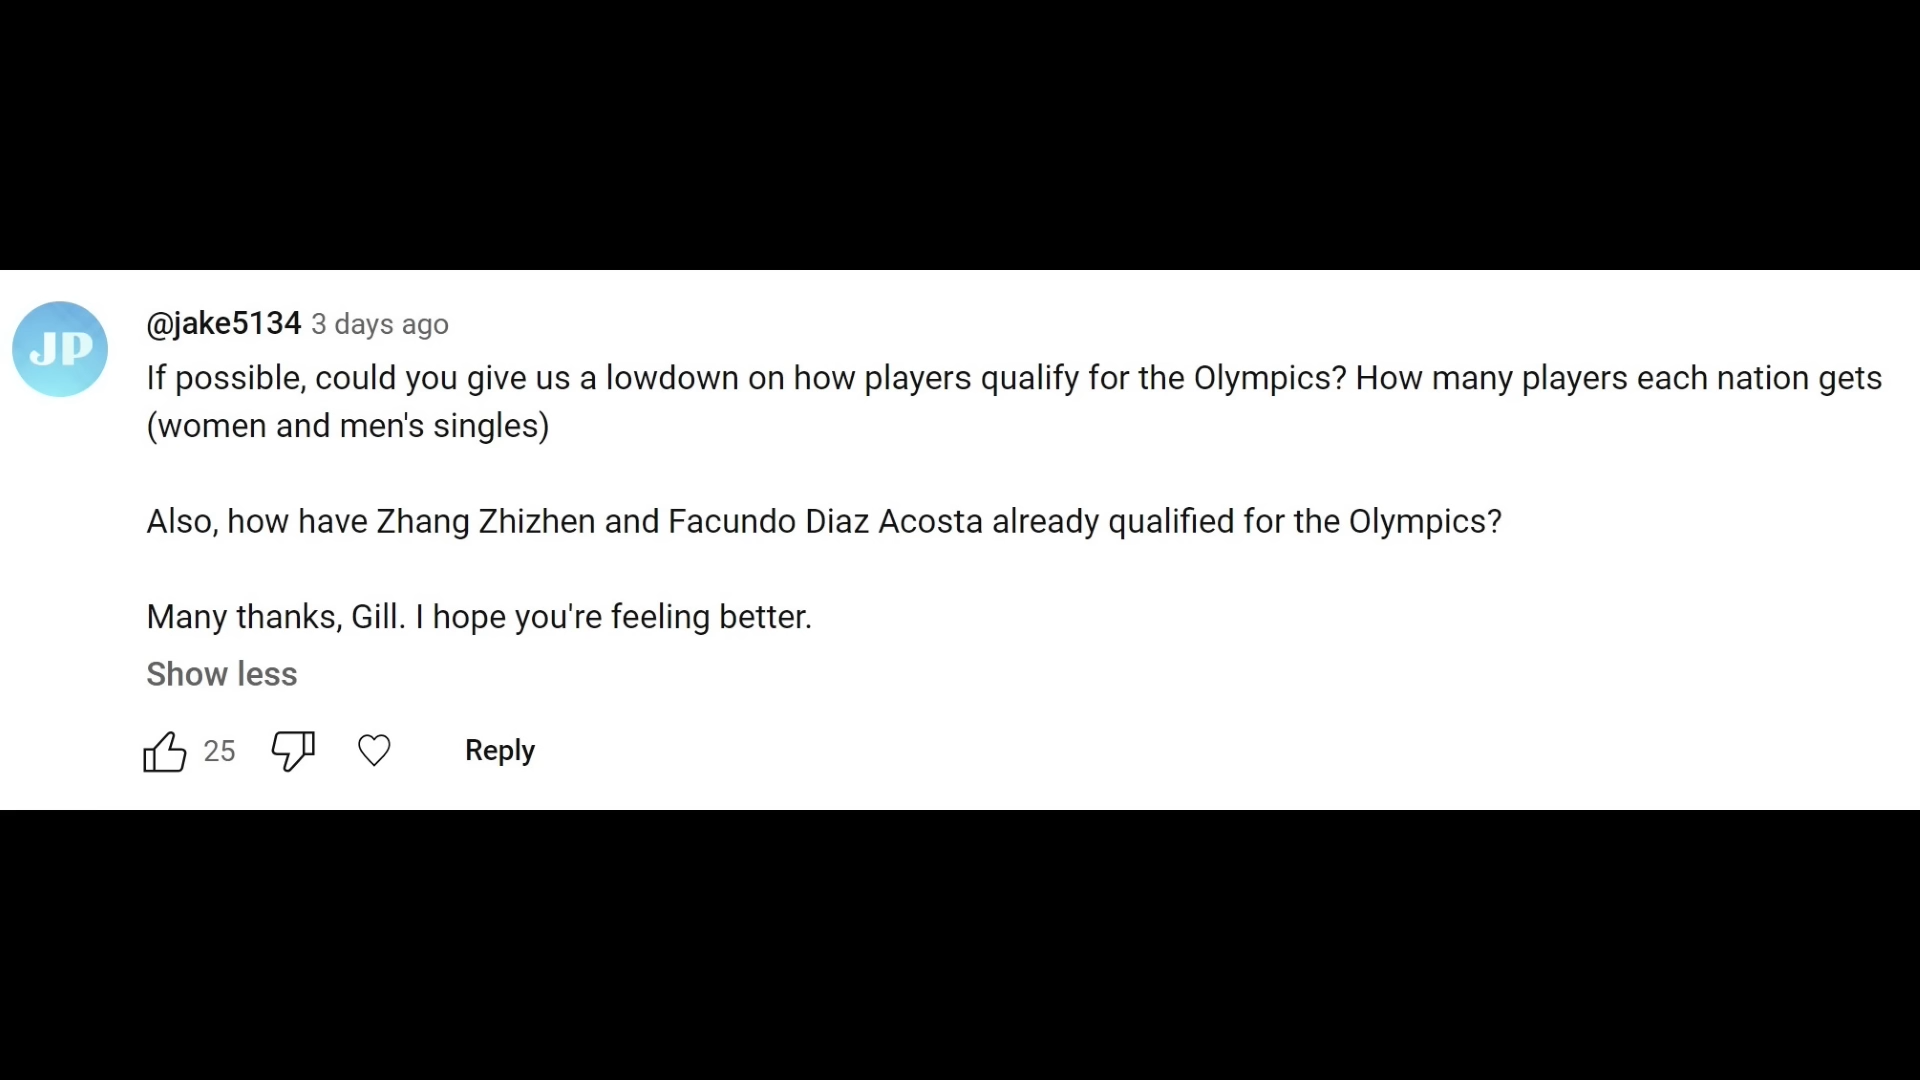 JP
@jake5134 3 days ago
If possible, could you give us a lowdown on how players qualify for the Olympics? How many players each nation gets
(women and men's singles)
Also, how have Zhang Zhizhen and Facundo Diaz Acosta already qualified for the Olympics?
Many thanks, Gill. I hope you're feeling better.
Show less
25 Reply